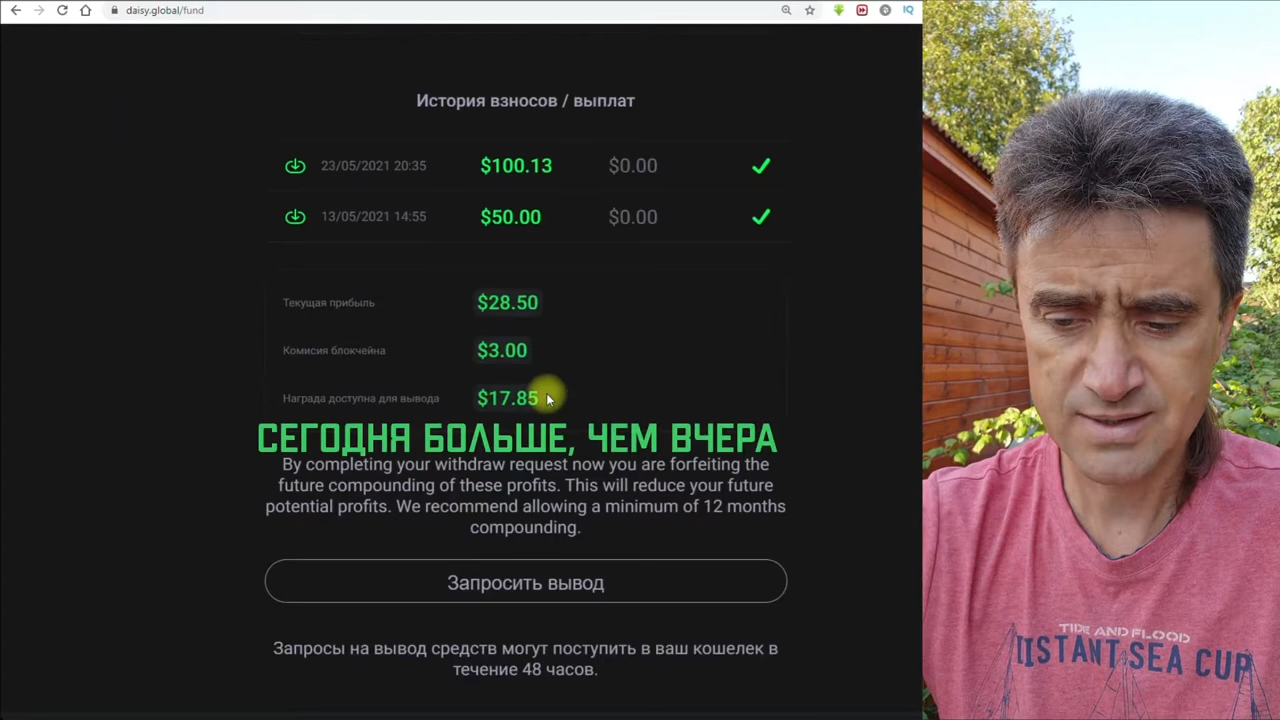 daisy.global/fund
История взносов / выплат
23/05/2021 20:35 $100.13 $0.00
13/05/2021 14:55 $50.00 $0.00
Текущая прибыль $28.50
Комисия блокчейна $3.00
Награда доступна для вывода $17.85
СЕГОДНЯ БОЛЬШЕ, ЧЕМ ВЧЕРА
By completing your withdraw request now you are forfeiting the
future compounding of these profits. This will reduce your future
potential profits. We recommend allowing a minimum of 12 months
compounding.
Запросить вывод
Запросы на вывод средств могут поступить в ваш кошелек в
течение 48 часов.
TIDE AND FLOOD
DISTANT SEA CUP